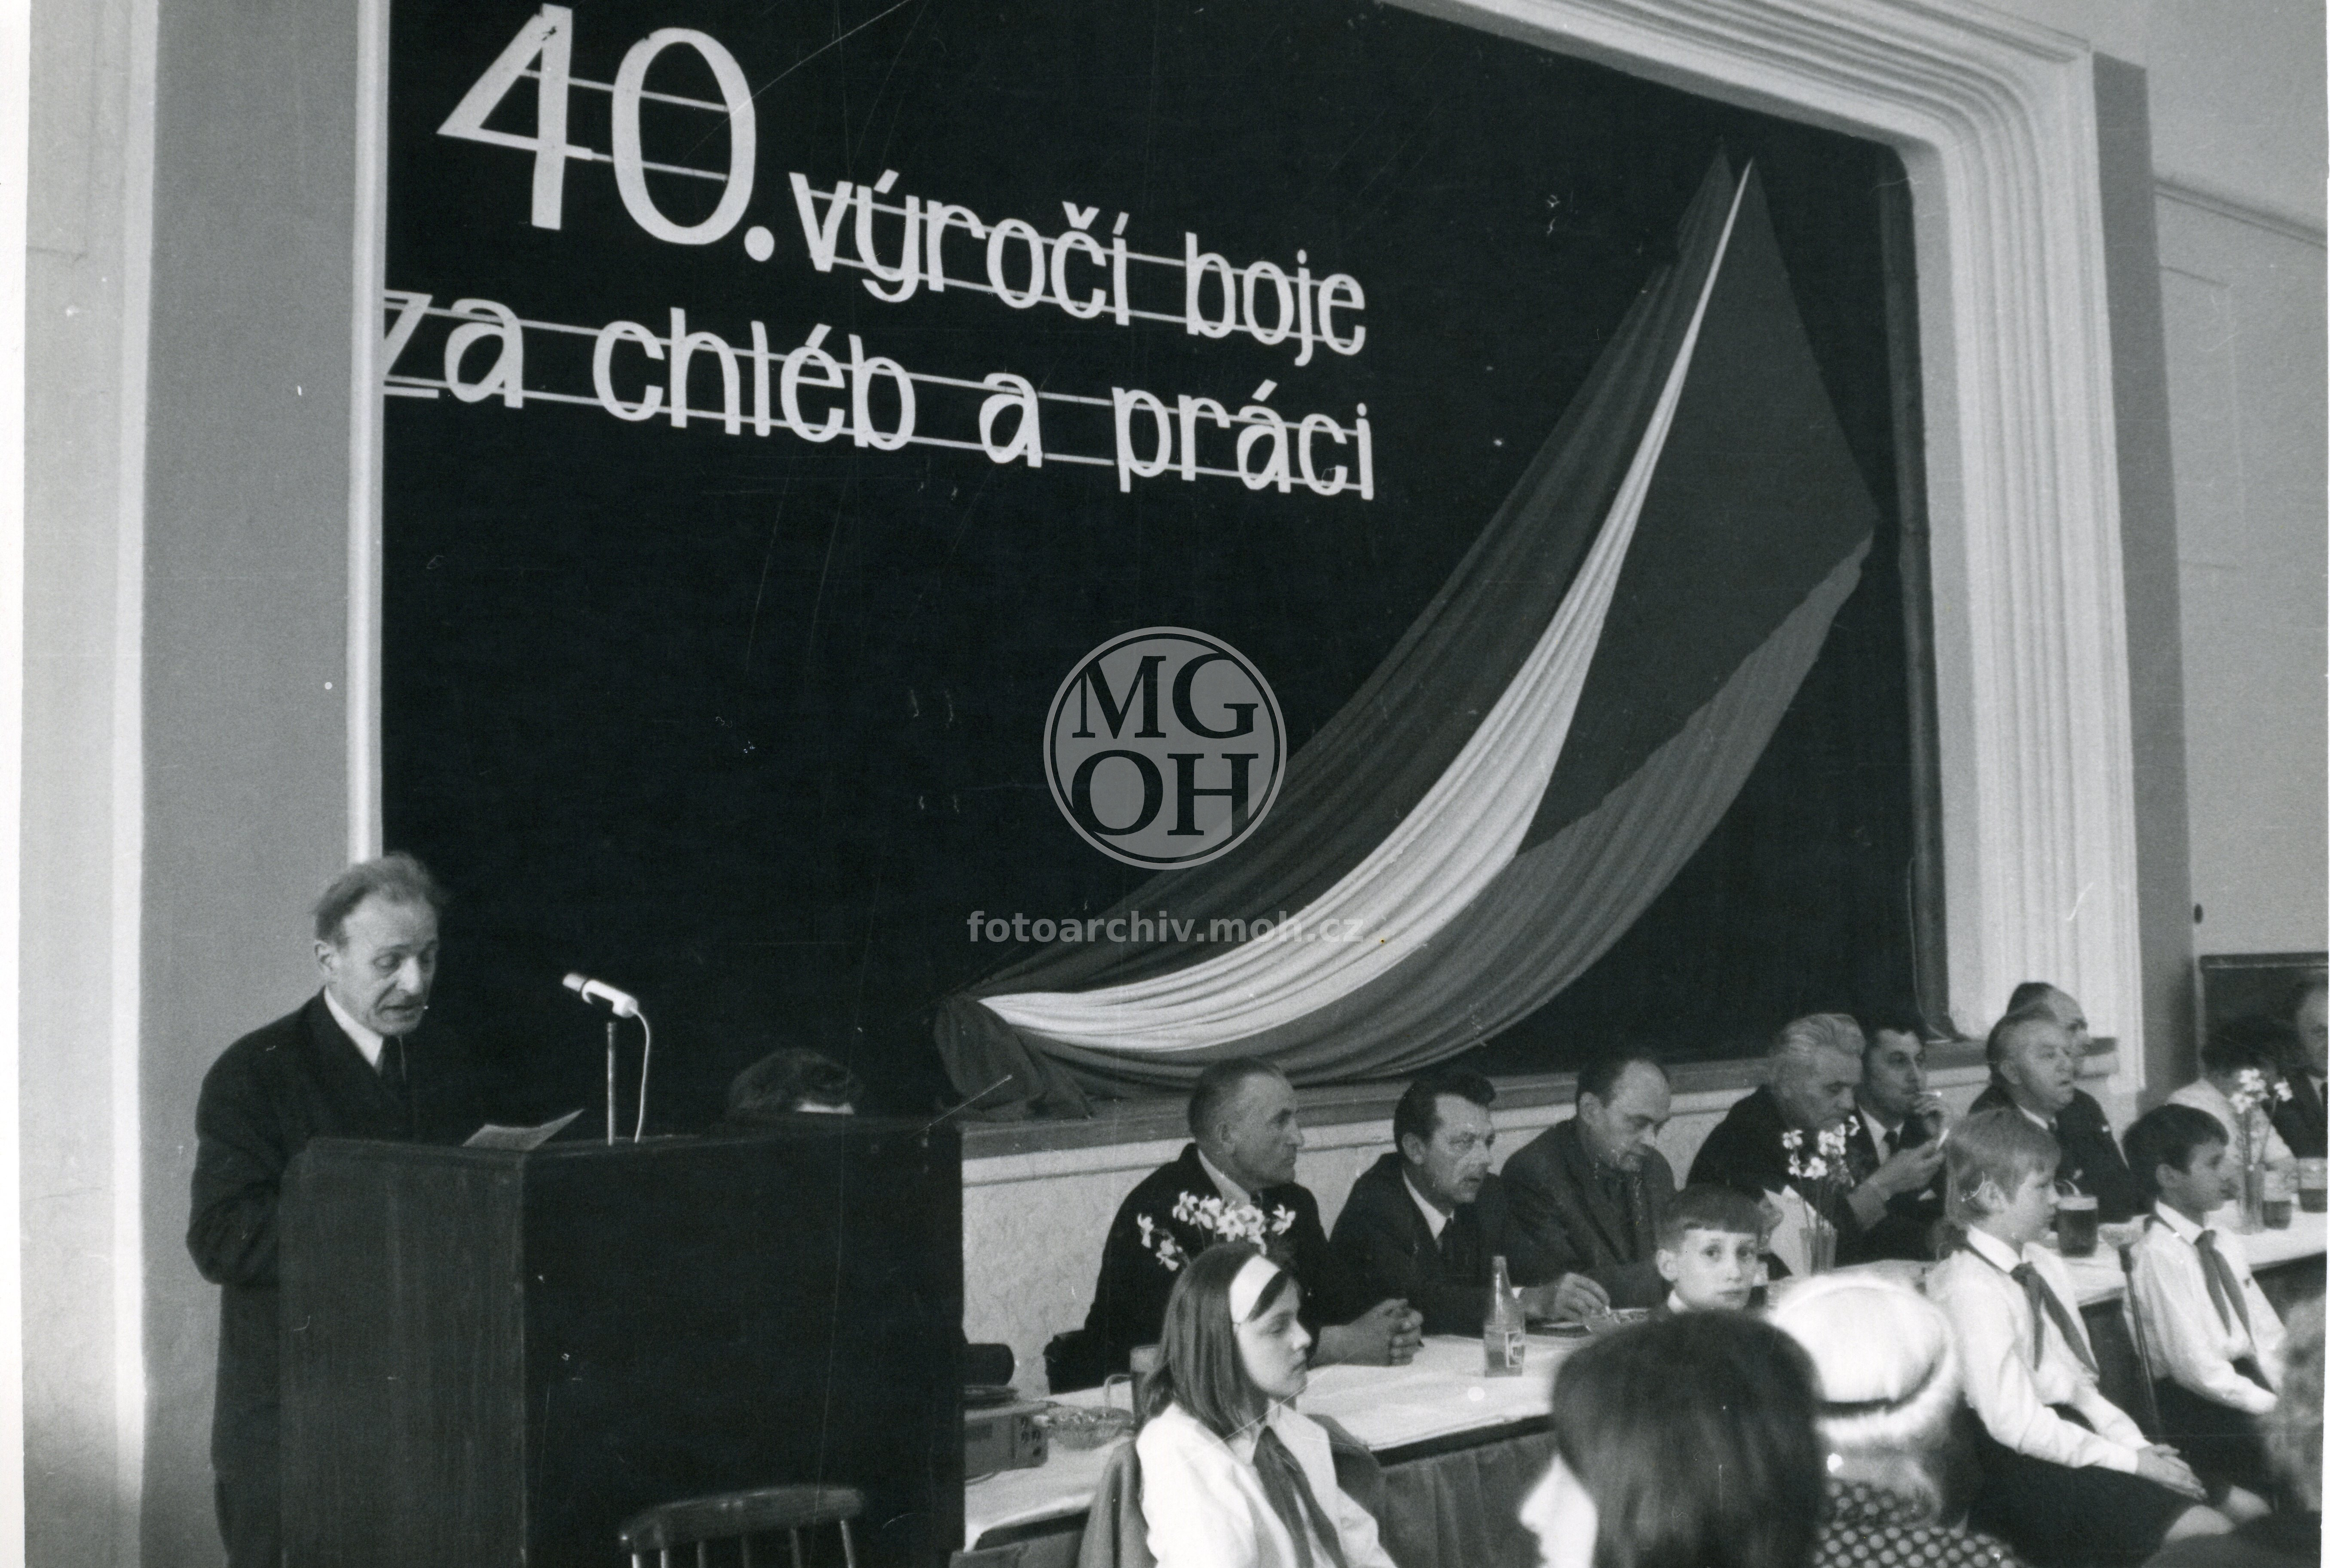 40. výročí boje
za chléb a práci
MG
OH
fotoarchiv.moh.cz